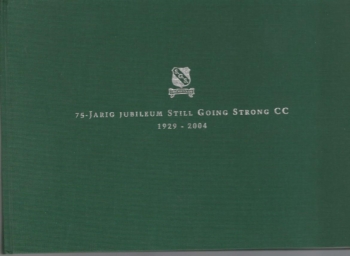 75-JARIG JUBILEUM STILL GOING STRONG CC
1929 - 2004